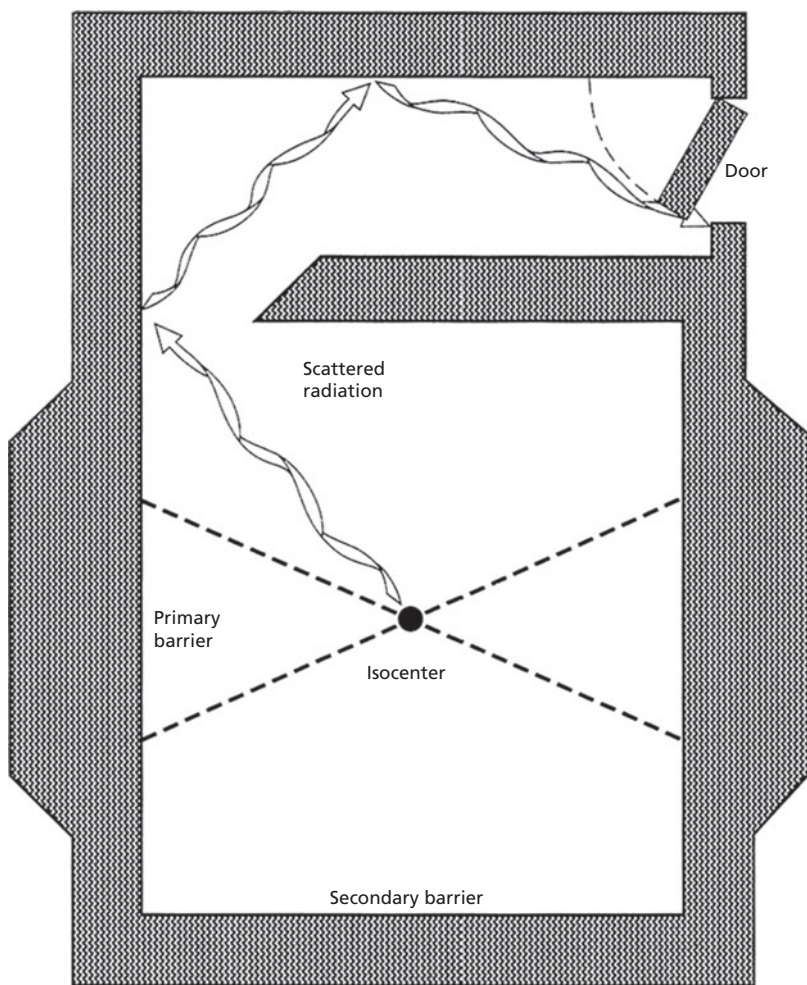 Door
Scattered
radiation
Primary
barrier
Isocenter
Secondary barrier